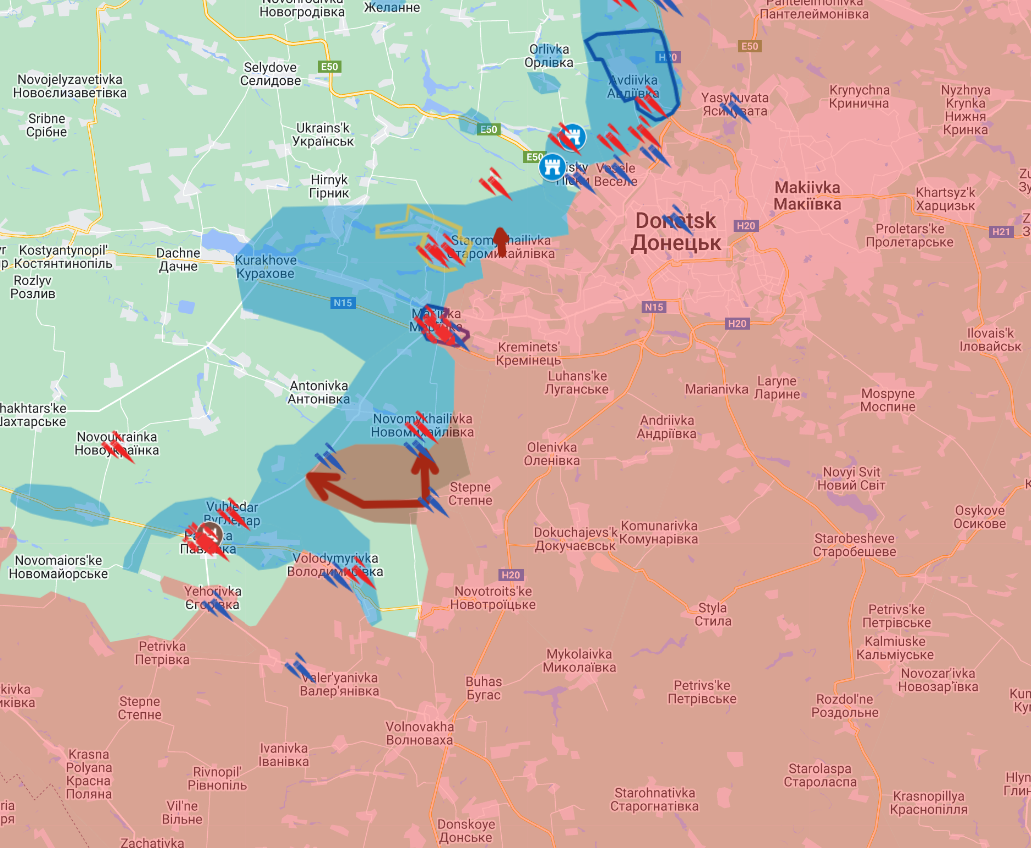 Novohrodivka
Новогродівка
Желанне
Panteleimonivka
Пантелеймонівка
E50
H20
Orlivka
Орлівка
Selydove
Селидове
E50
Novojelyzavetivka
Новоєлизаветівка
Avdiivka
Авдіївка
Yasynuvata
Ясинувата
Krynychna
Кринична
Nyzhnya
Krynka
Нижня
Кринка
Sribne
Срібне
Ukrains'k
Українськ
E50
E50
Vesele
Піски Веселе
Hirnyk
Гірник
Makiivka
Макіївка
Khartsyz'k
Харцизьк
Donetsk
Донецьк
H20
Proletars'ke
Пролетарське
H21
Kostyantynopil'
Костянтинопіль
Dachne
Дачне
Staromykhailivka
Старомихайлівка
Kurakhove
Курахове
Rozlyv
Розлив
N15
N15
H20
Mar'inka
Мар'їнка
Kreminets'
Кремінець
Ilovais'k
Іловайськ
Luhans'ke
Луганське
Marianivka
Laryne
Ларине
Mospyne
Моспине
Antonivka
Антонівка
hakhtars'ke
Шахтарське
Novomykhailivka
Новомихайлівка
Andriivka
Андріївка
Novoukrainka
Новоукраїнка
Olenivka
Оленівка
Novyi Svit
Новий Світ
Stepne
Степне
Vuhledar
Вугледар
Pavlivka
Павлівка
Osykove
Осикове
Dokuchajevs'k
Докучаєвськ
Komunarivka
Комунарівка
Starobesheve
Старобешеве
Novomaiors'ke
Новомайорське
Volodymyrivka
Володимирівка
H20
Yehorivka
Єгорівка
Novotroits'ke
Новотроїцьке
Styla
Стила
Petrivs'ke
Петрівське
Kalmiuske
Кальміуське
Petrivka
Петрівка
Mykolaivka
Миколаївка
Novozar'ivka
Новозар'ївка
Valer'yanivka
Валер'янівка
Buhas
Бугас
Petrivs'ke
Петрівське
Rozdol'ne
Роздольне
Stepne
Степне
Volnovakha
Волноваха
Ivanivka
Іванівка
Krasna
Polyana
Красна
Поляна
Rivnopil'
Рівнопіль
Starolaspa
Староласпа
Starohnativka
Старогнатівка
Krasnopillya
Краснопілля
Vil'ne
Вільне
Donskoye
Донське
Zachativka